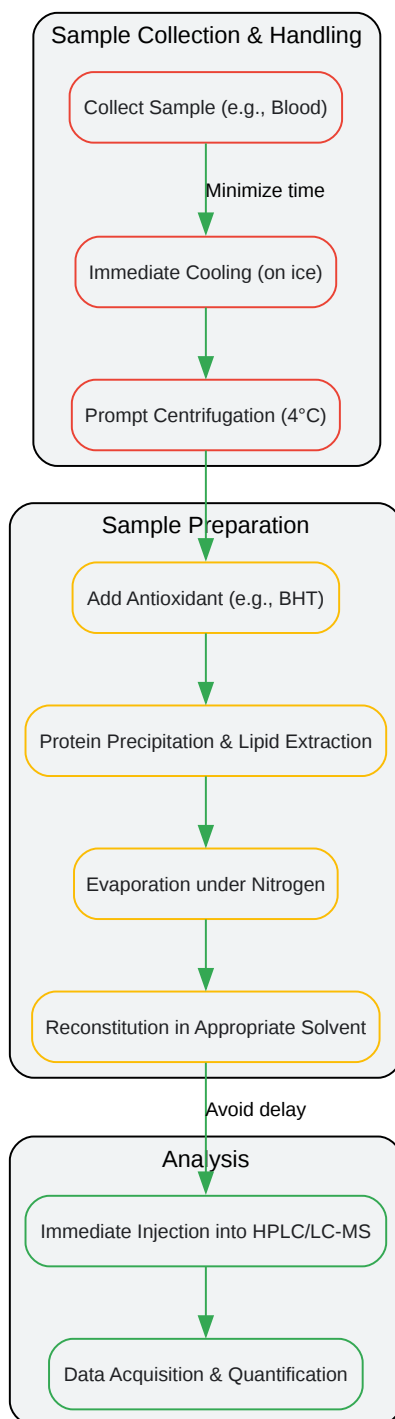 Sample Collection & Handling
Collect Sample (e.g., Blood)
Minimize time
Immediate Cooling (on ice)
Prompt Centrifugation (4°C)
Sample Preparation
Add Antioxidant (e.g., BHT)
Protein Precipitation & Lipid Extraction
Evaporation under Nitrogen
Reconstitution in Appropriate Solvent
Avoid delay
Analysis
Immediate Injection into HPLC/LC-MS
Data Acquisition & Quantification